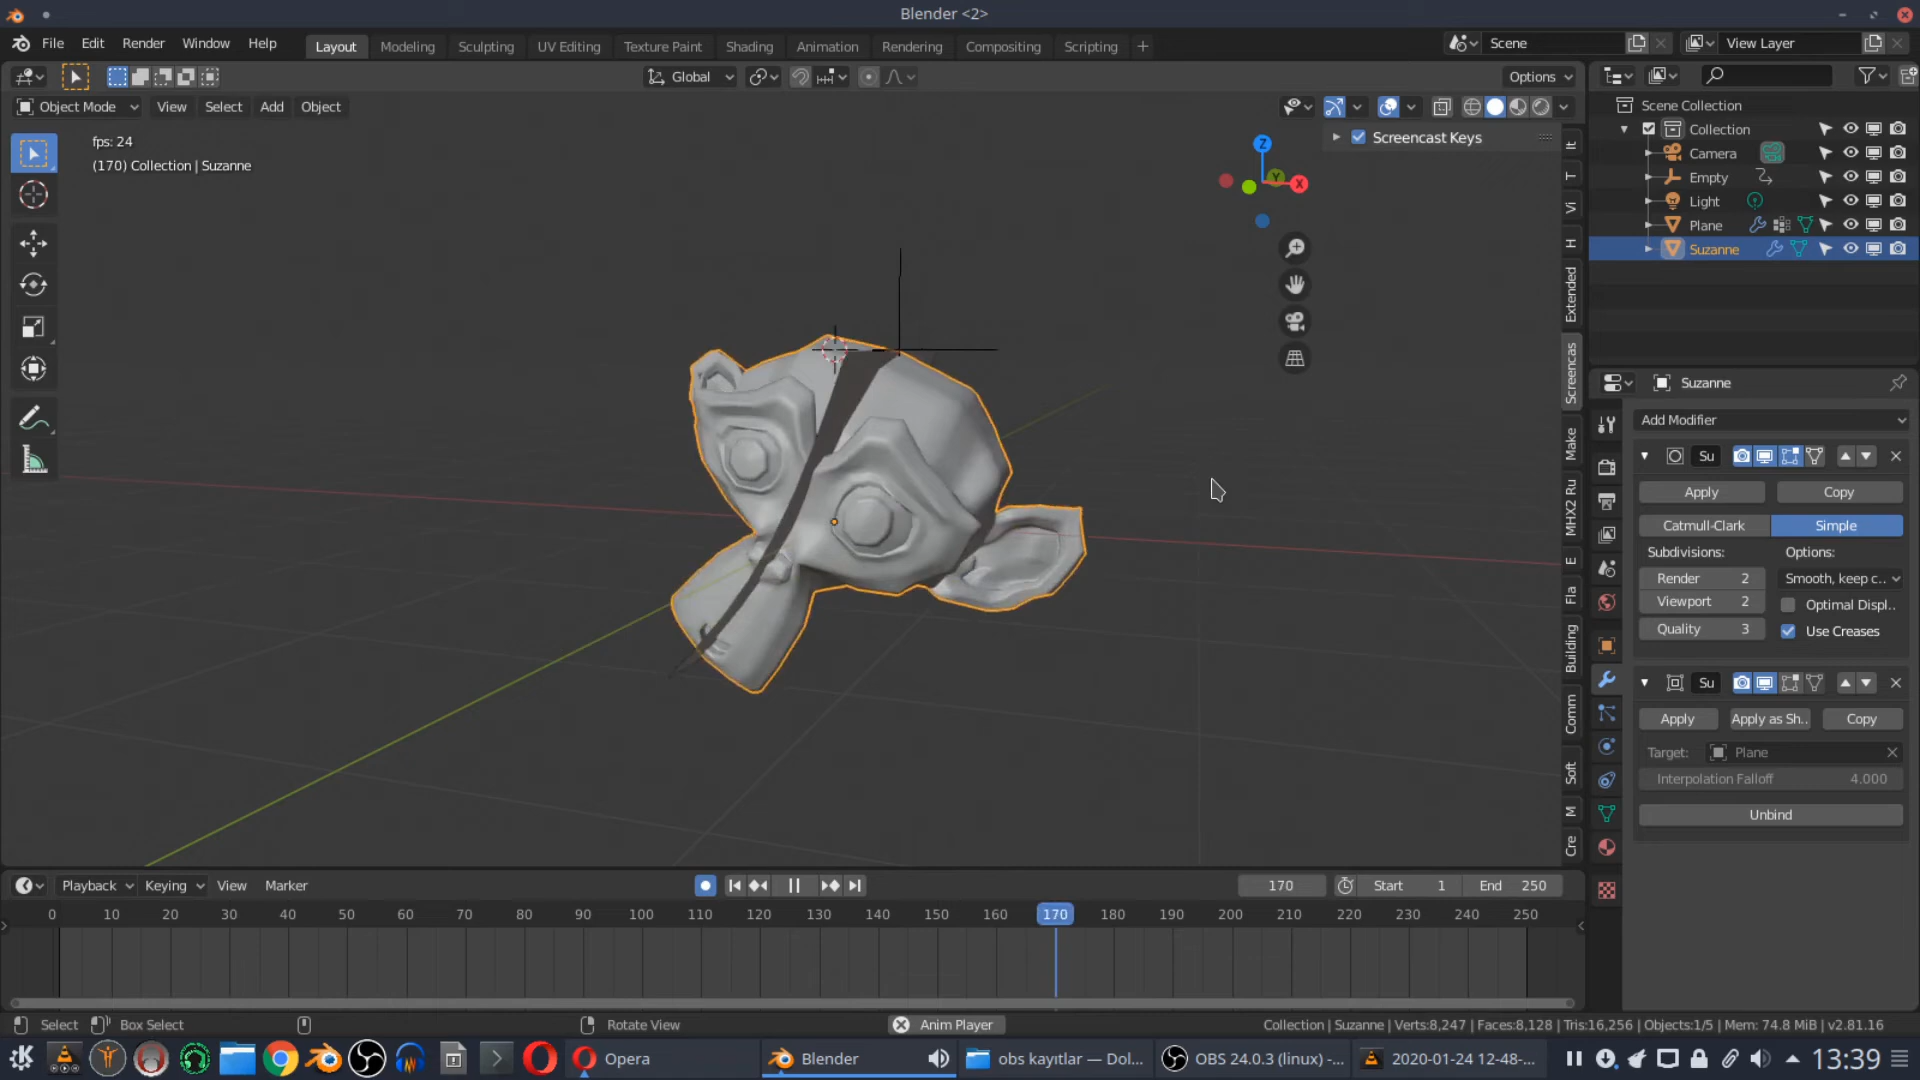 Blender <2>
File Edit Render Window Help Layout Modeling Sculpting UV Editing Texture Paint Shading Animation Rendering Compositing Scripting + Scene View Layer
Global Options
Object Mode View Select Add Object
fps: 24
(170) Collection | Suzanne
Z
Y
X
Screencast Keys
It
T
Vi
H
Extended
Screencas
Make
MHX2 Ru
E
Fla
Building
Comm
Soft
M
Cre
Scene Collection
Collection
Camera
Empty
Light
Plane
Suzanne
Suzanne
Add Modifier
Su
Apply Copy
Catmull-Clark Simple
Subdivisions: Options:
Render 2 Smooth, keep c..
Viewport 2 Optimal Displ..
Quality 3 Use Creases
Su
Apply Apply as Sh.. Copy
Target: Plane
Interpolation Falloff 4.000
Unbind
Playback Keying View Marker 170 Start 1 End 250
0 10 20 30 40 50 60 70 80 90 100 110 120 130 140 150 160 170 180 190 200 210 220 230 240 250
Select Box Select Rotate View Anim Player Collection | Suzanne | Verts:8,247 | Faces:8,128 | Tris:16,256 | Objects:1/5 | Mem: 74.8 MiB | v2.81.16
Opera Blender obs kayıtlar — Dol... OBS 24.0.3 (linux) -... 2020-01-24 12-48-... 13:39